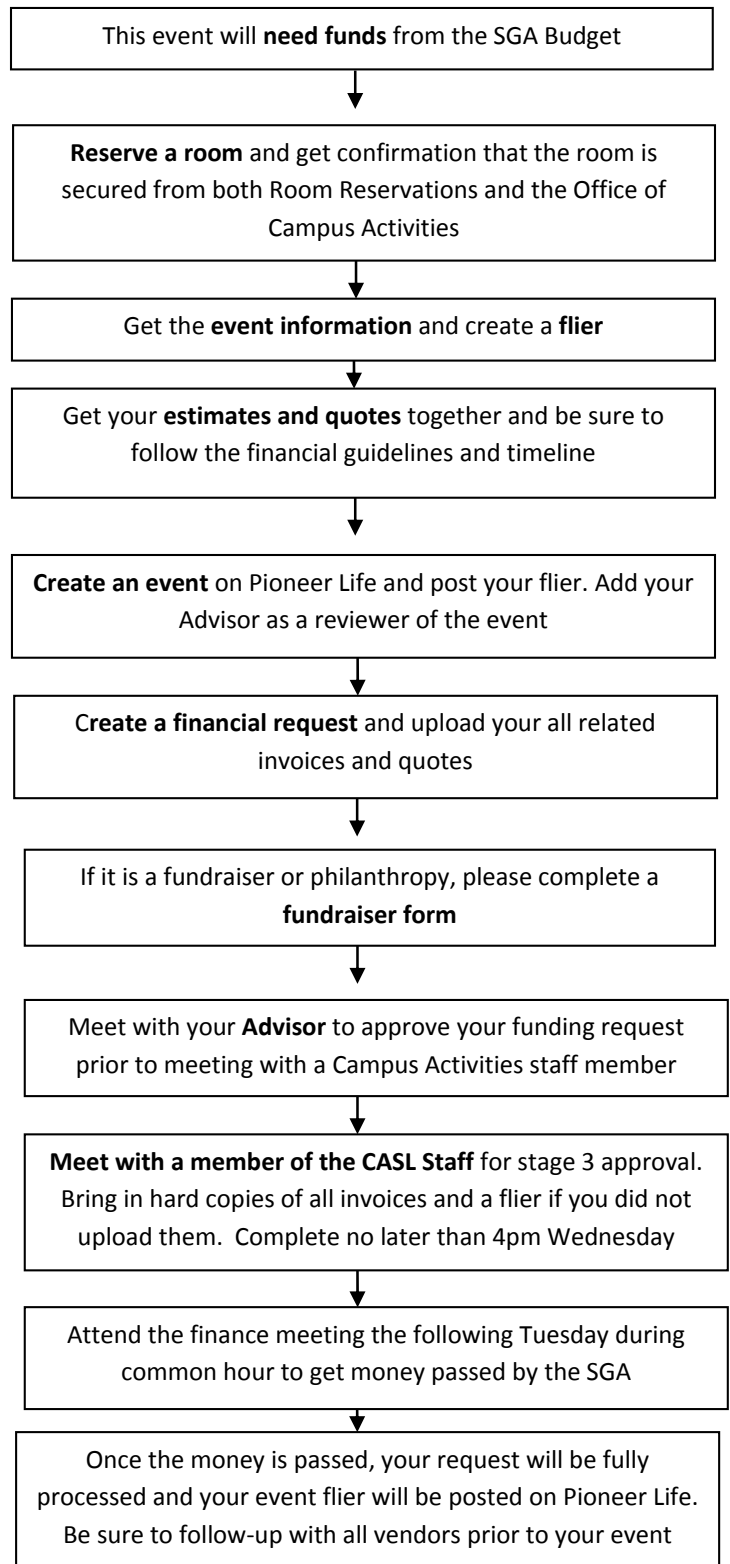 This event will need funds from the SGA Budget
Reserve a room and get confirmation that the room is
secured from both Room Reservations and the Office of
Campus Activities
Get the event information and create a flier
Get your estimates and quotes together and be sure to
follow the financial guidelines and timeline
Create an event on Pioneer Life and post your flier. Add your
Advisor as a reviewer of the event
Create a financial request and upload your all related
invoices and quotes
If it is a fundraiser or philanthropy, please complete a
fundraiser form
Meet with your Advisor to approve your funding request
prior to meeting with a Campus Activities staff member
Meet with a member of the CASL Staff for stage 3 approval.
Bring in hard copies of all invoices and a flier if you did not
upload them.  Complete no later than 4pm Wednesday
Attend the finance meeting the following Tuesday during
common hour to get money passed by the SGA
Once the money is passed, your request will be fully
processed and your event flier will be posted on Pioneer Life.
Be sure to follow-up with all vendors prior to your event